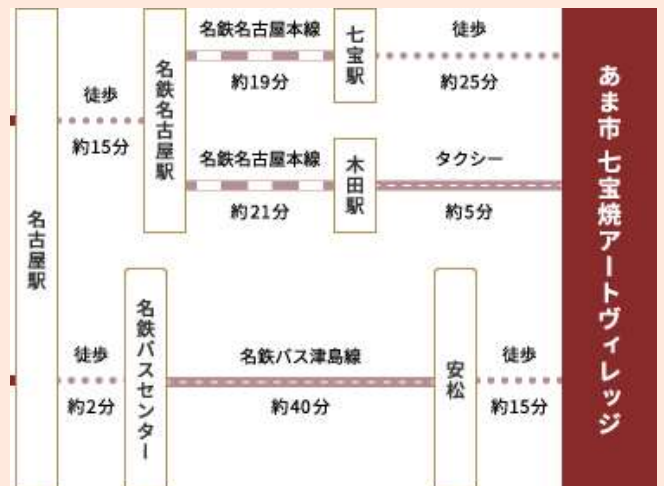 名古屋駅
徒歩
約15分
名鉄名古屋駅
名鉄名古屋本線
約19分
七宝駅
徒歩
約25分
名鉄名古屋本線
約21分
木田駅
タクシー
約5分
徒歩
約2分
名鉄バスセンター
名鉄バス津島線
約40分
安松
徒歩
約15分
あま市 七宝焼アートヴィレッジ